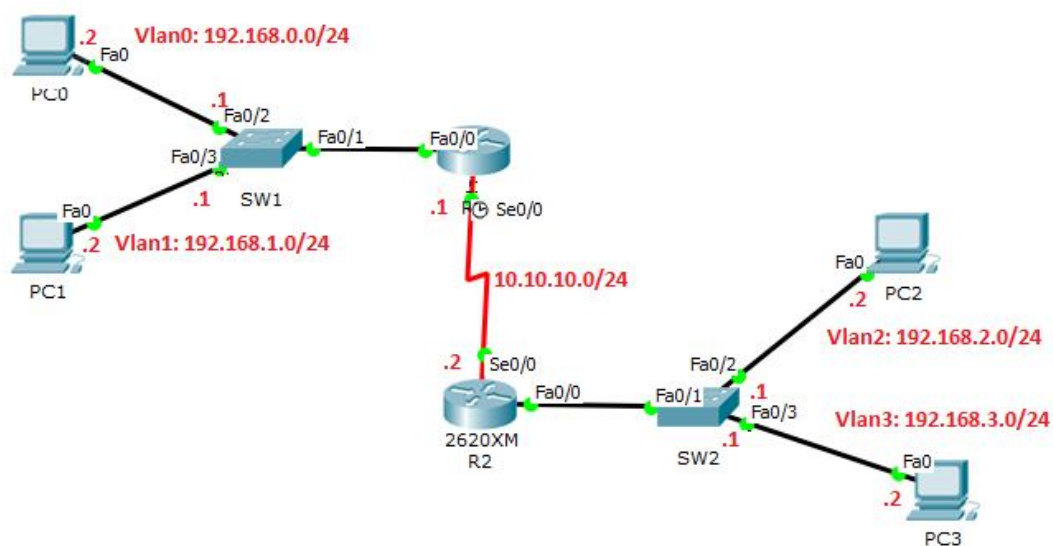 .2
Vlan0: 192.168.0.0/24
Fa0
PC0
.1
Fa0/2
Fa0/1
Fa0/0
Fa0/3
SW1
.1
Fa0
.2
Vlan1: 192.168.1.0/24
PC1
.1
Se0/0
10.10.10.0/24
.2
Se0/0
Fa0/0
2620XM
R2
Fa0/1
Fa0/2
.1
Fa0/3
.1
SW2
Fa0
.2
PC2
Vlan2: 192.168.2.0/24
Vlan3: 192.168.3.0/24
Fa0
.2
PC3